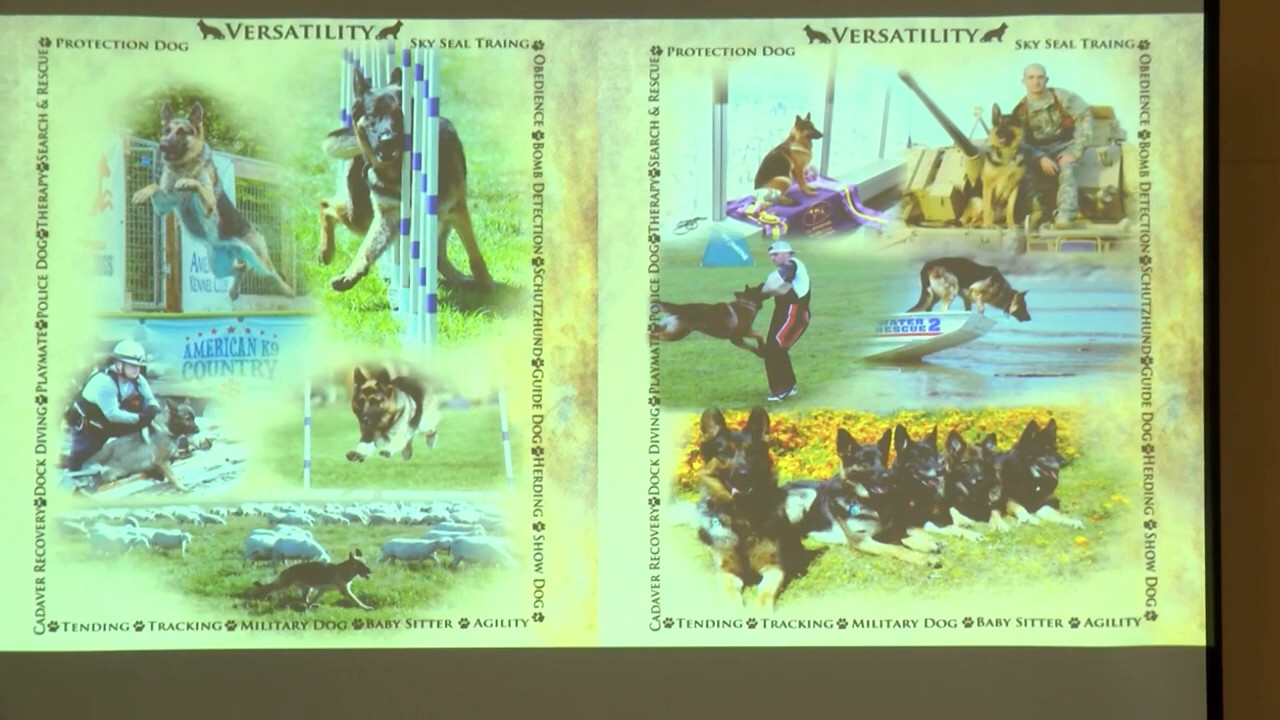 VERSATILITY
PROTECTION DOG
SKY SEAL TRAING
CADAVER RECOVERY DOCK DIVING PLAYMATE POLICE DOG THERAPY SEARCH & RESCUE
OBEDIENCE BOMB DETECTION SCHUTZHUND GUIDE DOG HERDING SHOW DOG
KENNEL CLUB
AMERICAN K9
COUNTRY
TENDING TRACKING MILITARY DOG BABY SITTER AGILITY
VERSATILITY
PROTECTION DOG
SKY SEAL TRAING
CADAVER RECOVERY DOCK DIVING PLAYMATE POLICE DOG THERAPY SEARCH & RESCUE
OBEDIENCE BOMB DETECTION SCHUTZHUND GUIDE DOG HERDING SHOW DOG
WATER
RESCUE 2
TENDING TRACKING MILITARY DOG BABY SITTER AGILITY